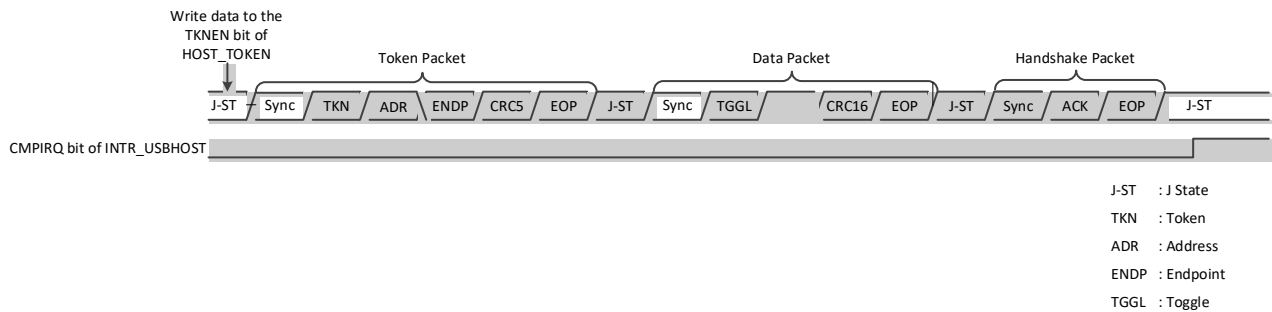 Write data to the
TKNEN bit of
HOST_TOKEN
Token Packet
Data Packet
Handshake Packet
J-ST Sync TKN ADR ENDP CRC5 EOP J-ST Sync TGGL CRC16 EOP J-ST Sync ACK EOP J-ST
CMPIRQ bit of INTR_USBHOST
J-ST : J State
TKN : Token
ADR : Address
ENDP : Endpoint
TGGL : Toggle